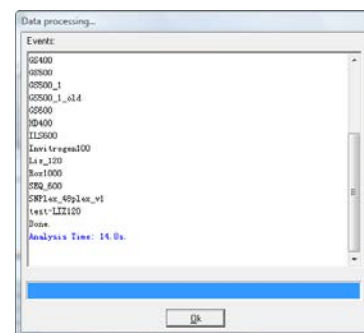 Data processing...
Events:
GS400
GS500
GS500_1
GS500_1_old
GS600
HD400
ILS600
Invitrogen100
Liz_120
Rox1000
SEQ_600
SNPlex_48plex_v1
test-LIZ120
Done.
Analysis Time: 14.0s.
Ok